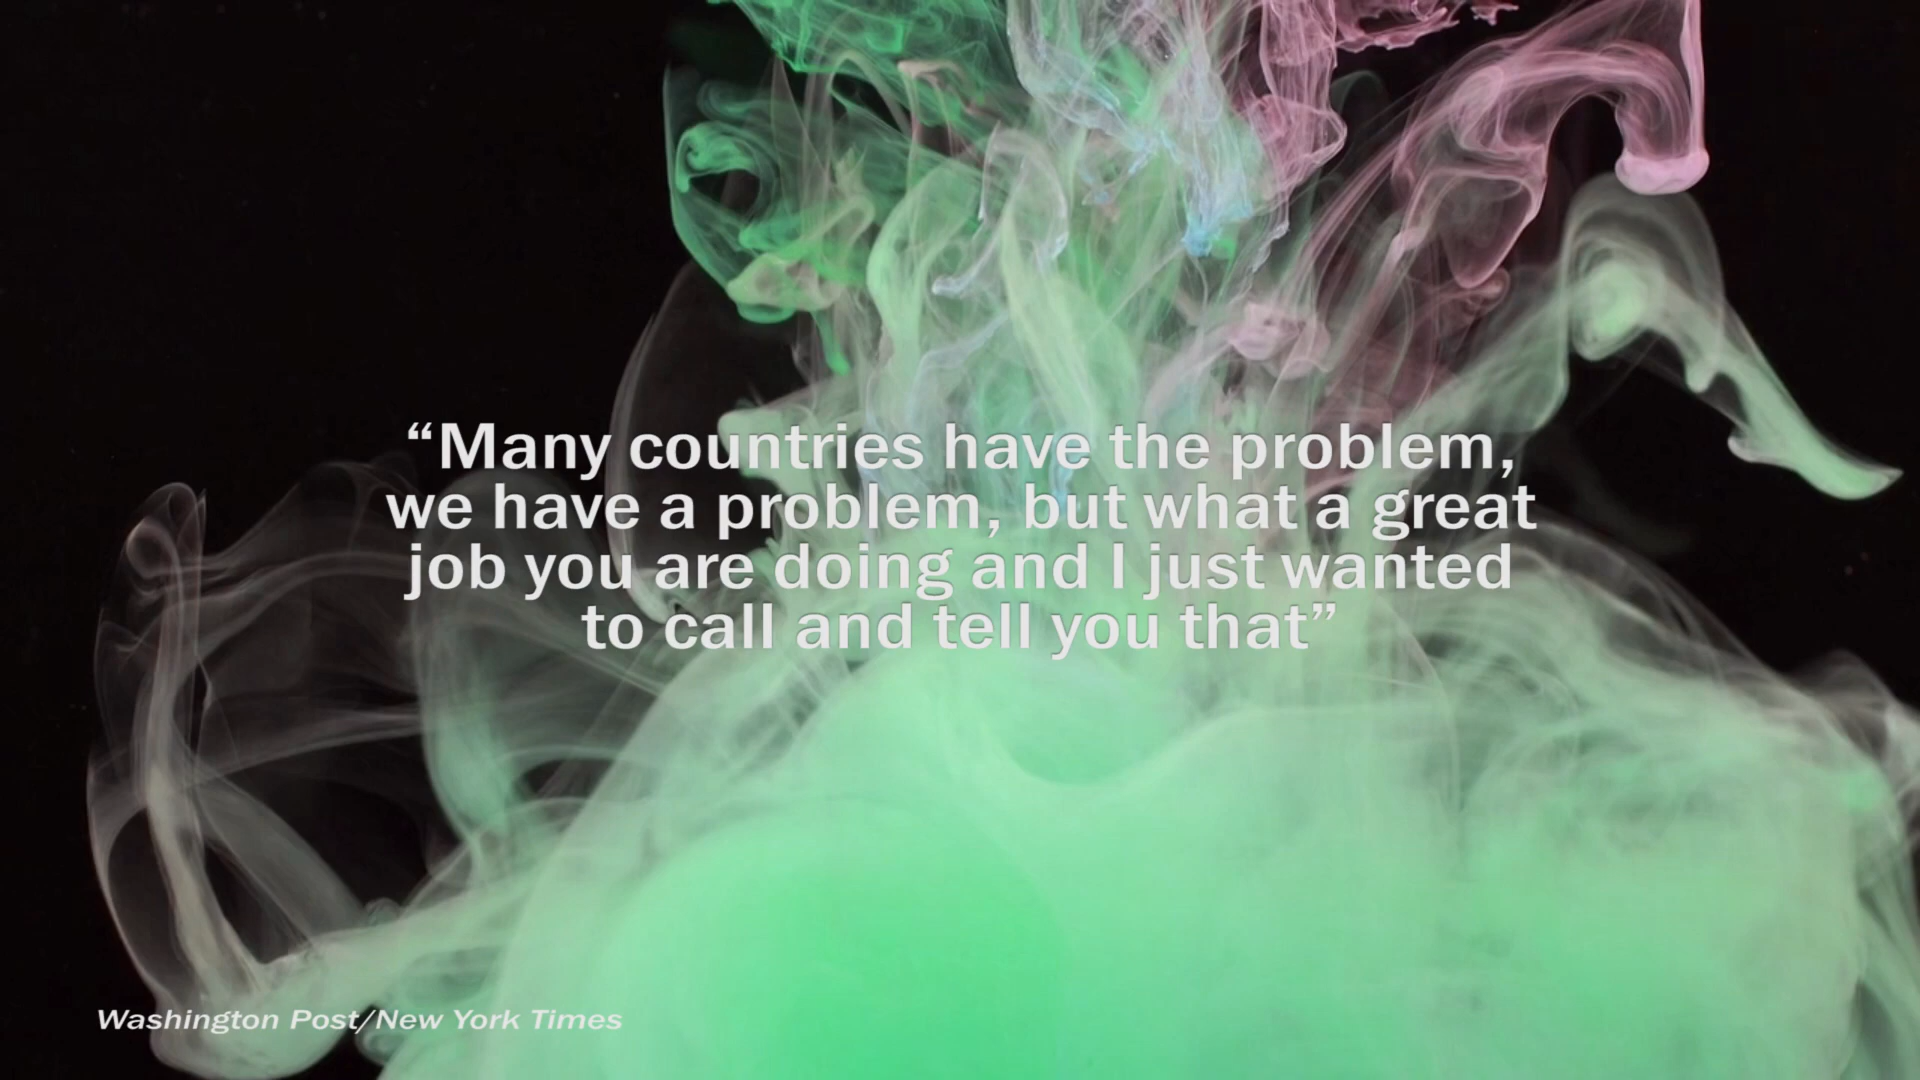 “Many countries have the problem,
we have a problem, but what a great
job you are doing and I just wanted
to call and tell you that”
Washington Post/New York Times